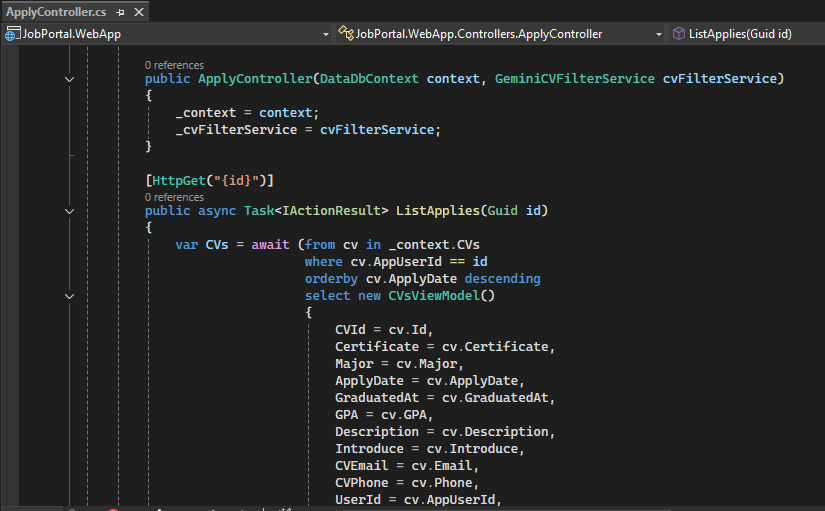 ApplyController.cs
JobPortal.WebApp JobPortal.WebApp.Controllers.ApplyController ListApplies(Guid id)
0 references
public ApplyController(DataDbContext context, GeminiCVFilterService cvFilterService)
{
_context = context;
_cvFilterService = cvFilterService;
}
[HttpGet("{id}")]
0 references
public async Task<IActionResult> ListApplies(Guid id)
{
var CVs = await (from cv in _context.CVs
where cv.AppUserId == id
orderby cv.ApplyDate descending
select new CVsViewModel()
{
CVId = cv.Id,
Certificate = cv.Certificate,
Major = cv.Major,
ApplyDate = cv.ApplyDate,
GraduatedAt = cv.GraduatedAt,
GPA = cv.GPA,
Description = cv.Description,
Introduce = cv.Introduce,
CVEmail = cv.Email,
CVPhone = cv.Phone,
UserId = cv.AppUserId,